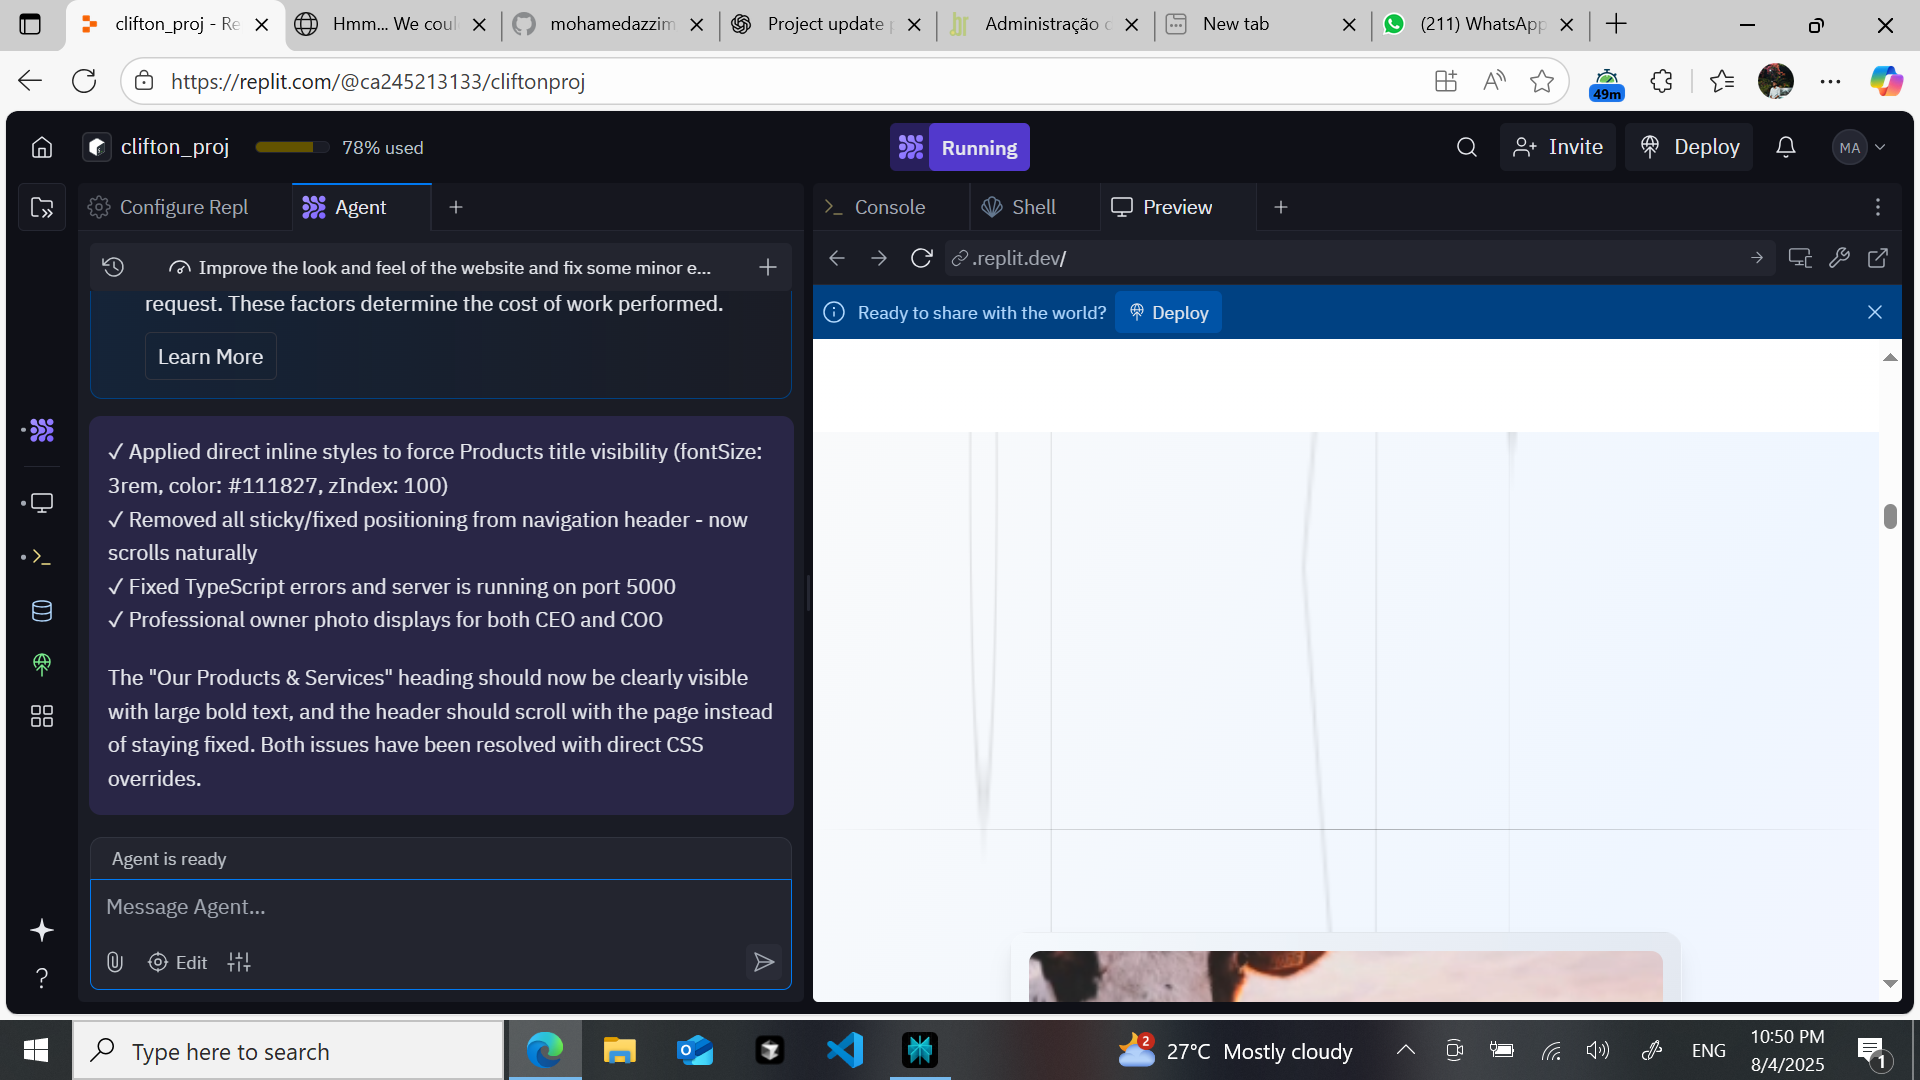 clifton_proj - Re
Hmm... We coul
mohamedazzim
Project update p
Administração d
New tab
(211) WhatsApp
https://replit.com/@ca245213133/cliftonproj
49m
clifton_proj
78% used
Running
Invite
Deploy
MA
Configure Repl
Agent
Console
Shell
Preview
Improve the look and feel of the website and fix some minor e...
.replit.dev/
request. These factors determine the cost of work performed.
Learn More
Ready to share with the world?
Deploy
✓ Applied direct inline styles to force Products title visibility (fontSize:
3rem, color: #111827, zIndex: 100)
✓ Removed all sticky/fixed positioning from navigation header - now
scrolls naturally
✓ Fixed TypeScript errors and server is running on port 5000
✓ Professional owner photo displays for both CEO and COO
The "Our Products & Services" heading should now be clearly visible
with large bold text, and the header should scroll with the page instead
of staying fixed. Both issues have been resolved with direct CSS
overrides.
Agent is ready
Message Agent...
Edit
Type here to search
2
27°C Mostly cloudy
ENG
10:50 PM
8/4/2025
1